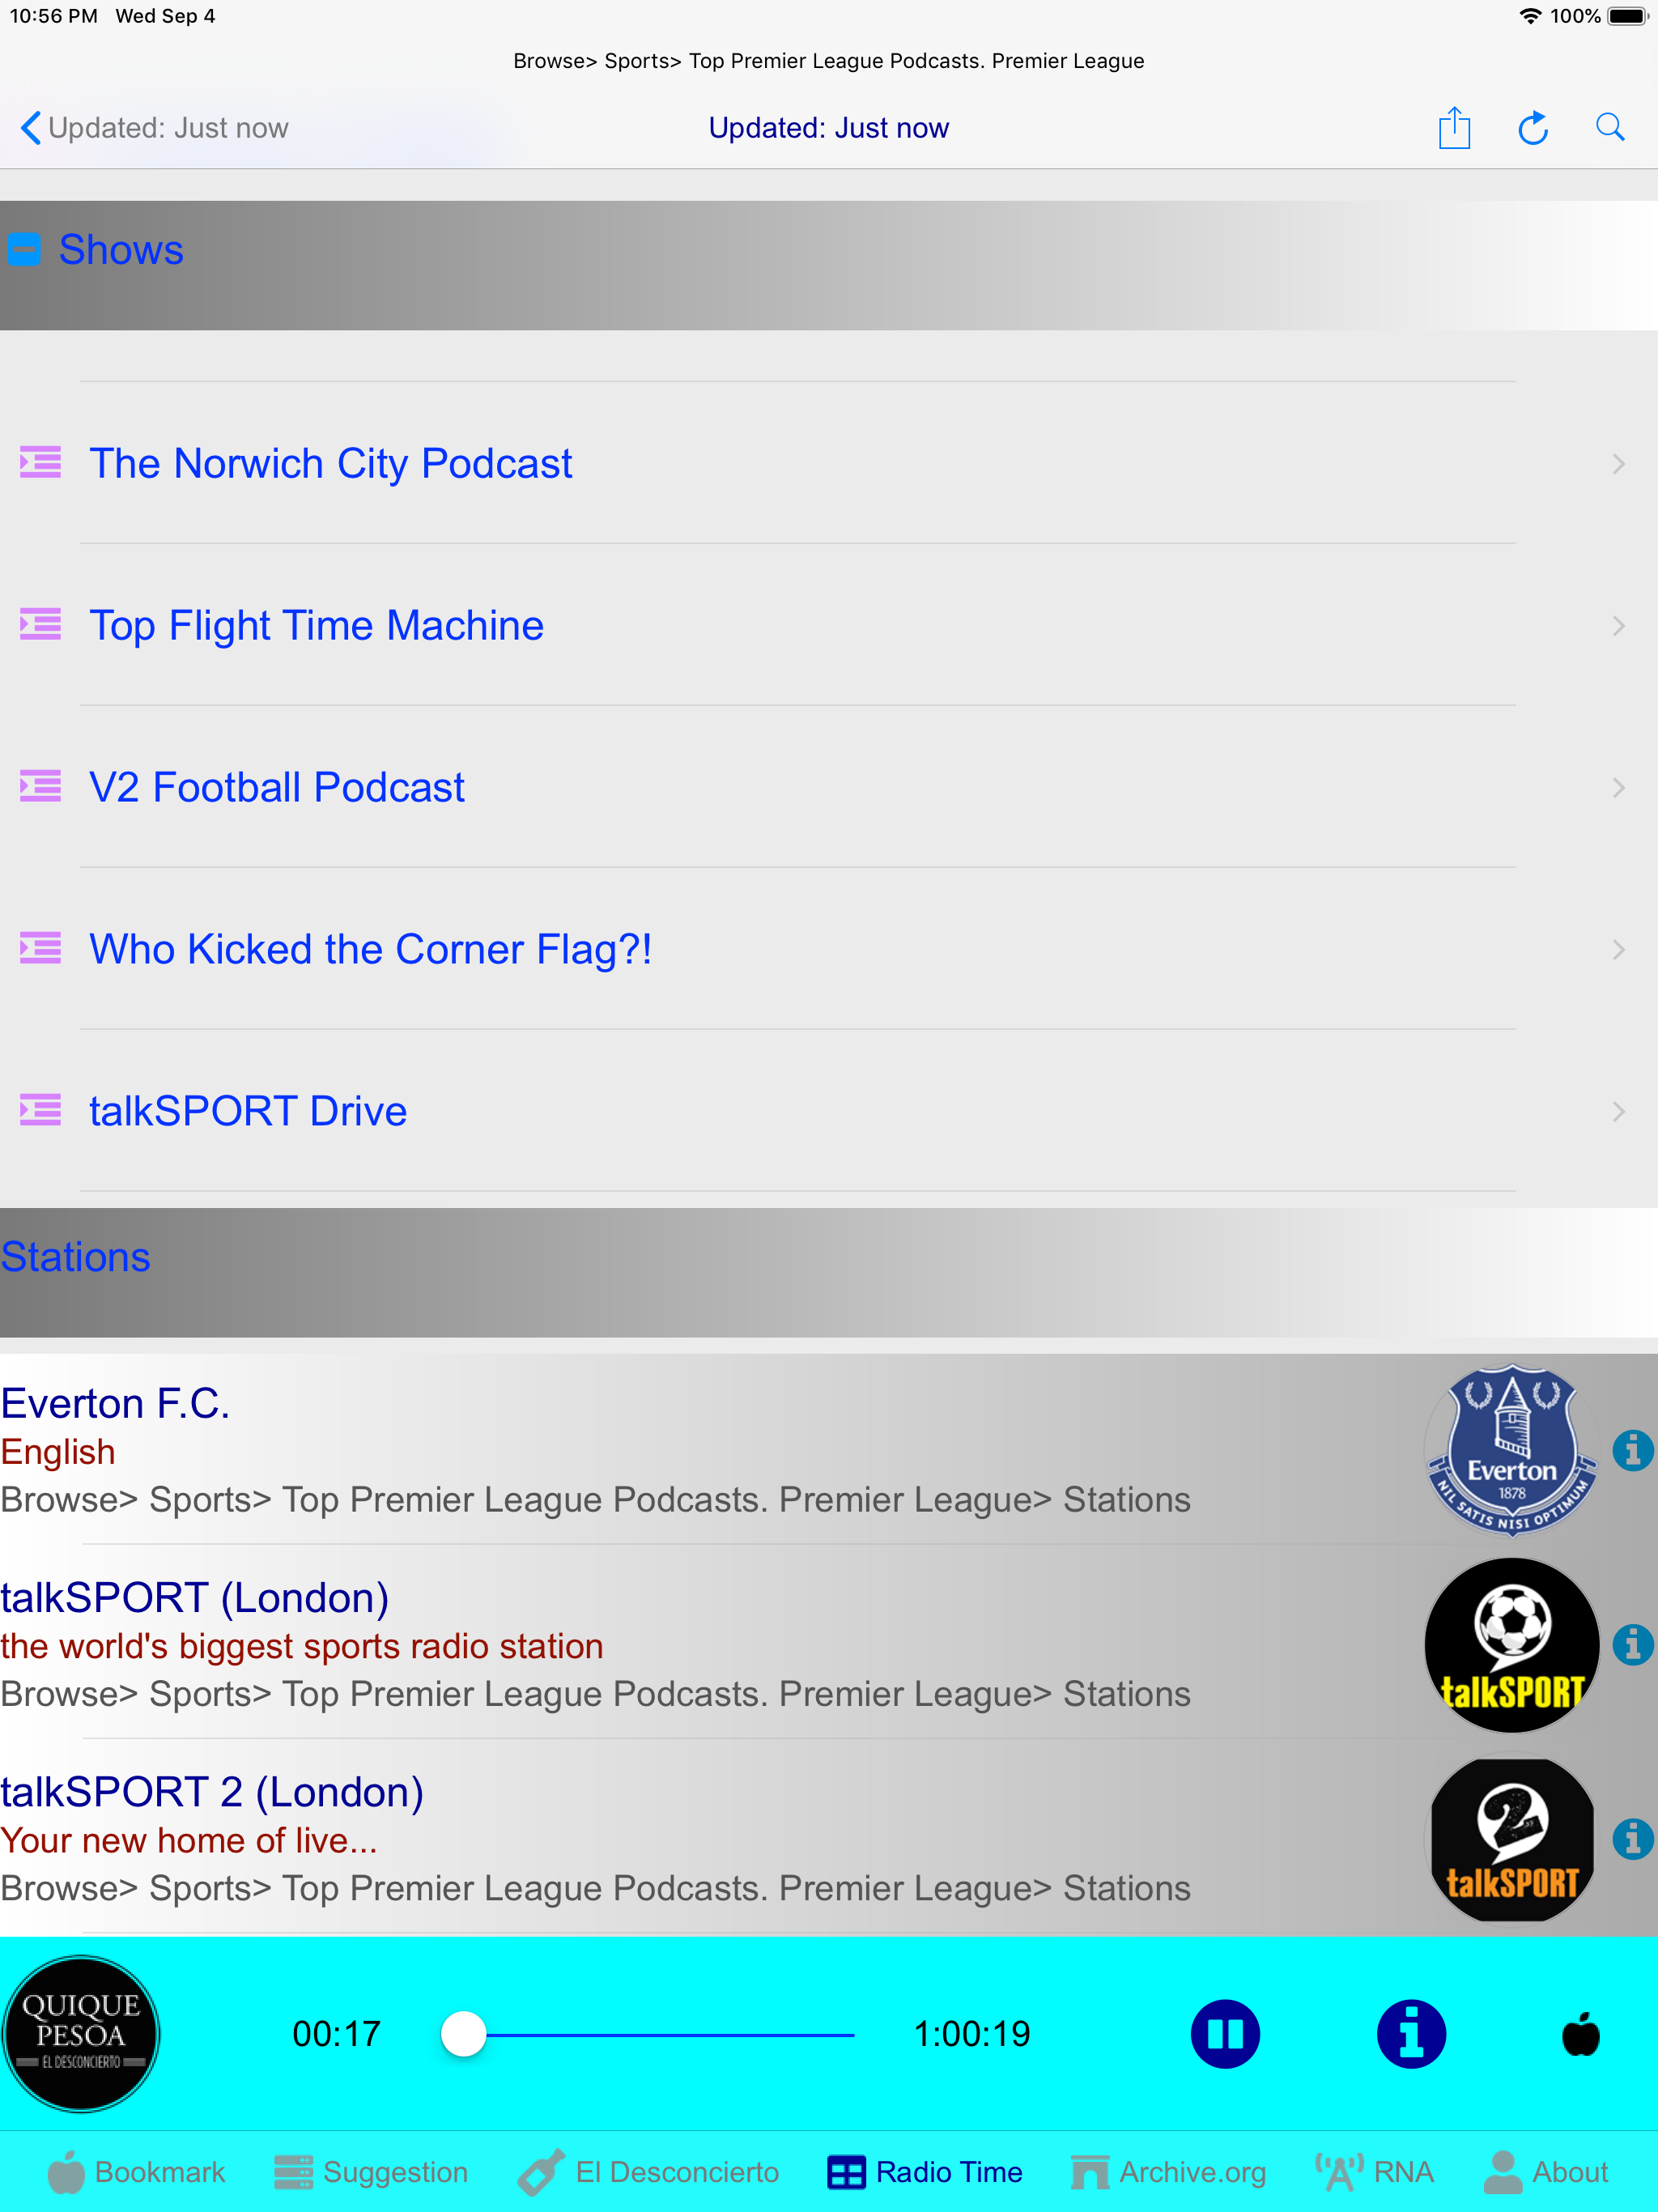 10:56 PM Wed Sep 4 100%
Browse> Sports> Top Premier League Podcasts. Premier League
Updated: Just now Updated: Just now
Shows
The Norwich City Podcast
Top Flight Time Machine
V2 Football Podcast
Who Kicked the Corner Flag?!
talkSPORT Drive
Stations
Everton F.C.
English
Browse> Sports> Top Premier League Podcasts. Premier League> Stations
Everton
1878
NIL SATIS NISI OPTIMUM
talkSPORT (London)
the world's biggest sports radio station
Browse> Sports> Top Premier League Podcasts. Premier League> Stations
talkSPORT
talkSPORT 2 (London)
Your new home of live...
Browse> Sports> Top Premier League Podcasts. Premier League> Stations
2
talkSPORT
QUIQUE
PESOA
EL DESCONCIERTO
00:17 1:00:19
Bookmark Suggestion El Desconcierto Radio Time Archive.org RNA About